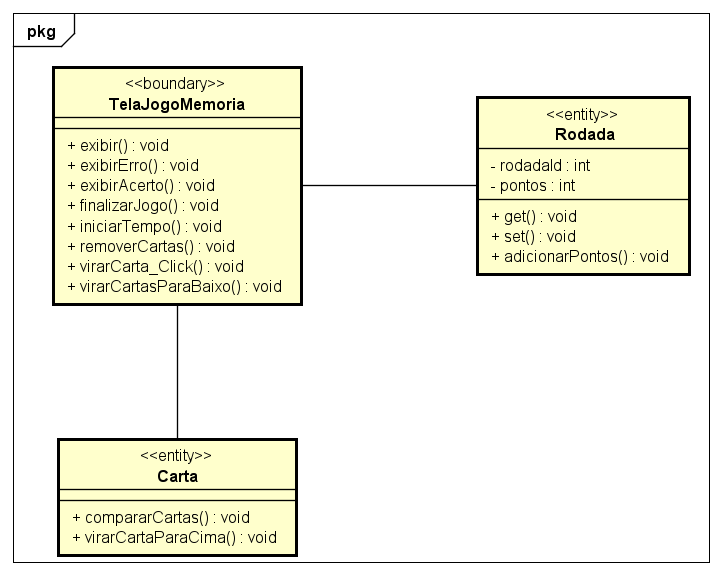 pkg
<<boundary>>
TelaJogoMemoria
+ exibir() : void
+ exibirErro() : void
+ exibirAcerto() : void
+ finalizarJogo() : void
+ iniciarTempo() : void
+ removerCartas() : void
+ virarCarta_Click() : void
+ virarCartasParaBaixo() : void
<<entity>>
Rodada
- rodadaId : int
- pontos : int
+ get() : void
+ set() : void
+ adicionarPontos() : void
<<entity>>
Carta
+ compararCartas() : void
+ virarCartaParaCima() : void